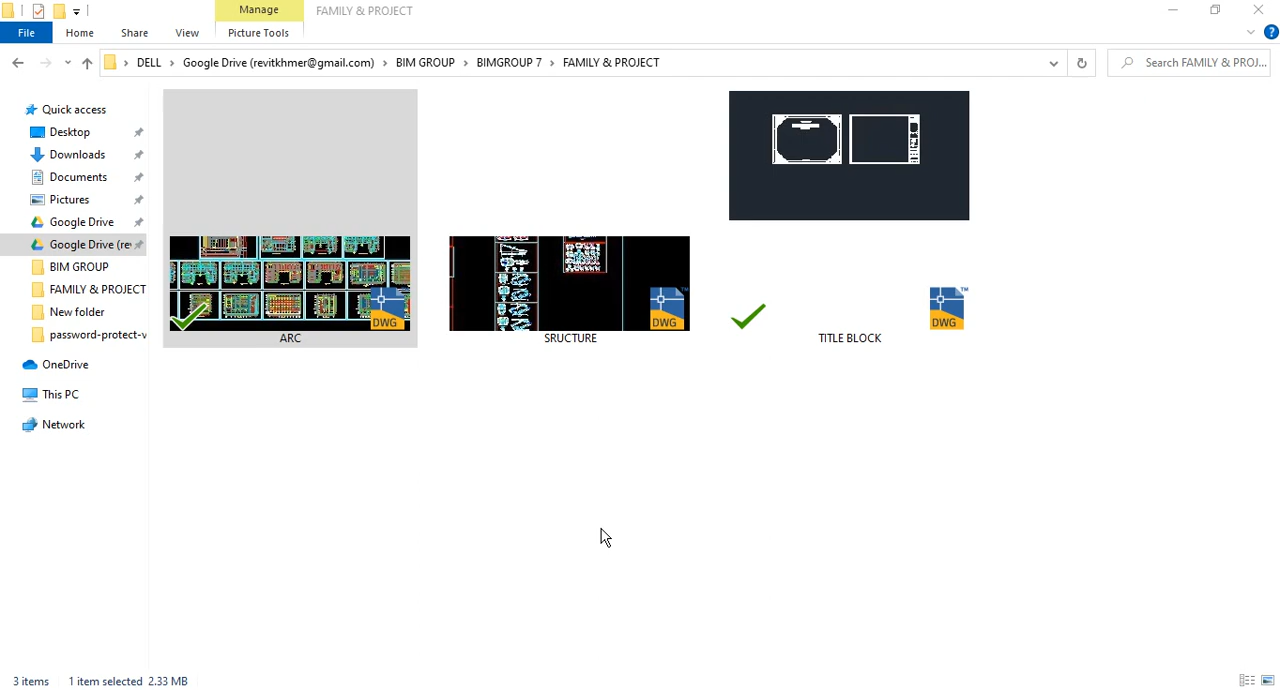 Manage
FAMILY & PROJECT
File
Home
Share
View
Picture Tools
DELL
Google Drive (revitkhmer@gmail.com)
BIM GROUP
BIMGROUP 7
FAMILY & PROJECT
Search FAMILY & PROJ...
Quick access
Desktop
Downloads
Documents
Pictures
Google Drive
Google Drive (re
BIM GROUP
FAMILY & PROJECT
New folder
password-protect-v
OneDrive
This PC
Network
DWG
ARC
DWG
SRUCTURE
DWG
TITLE BLOCK
3 items
1 item selected 2.33 MB